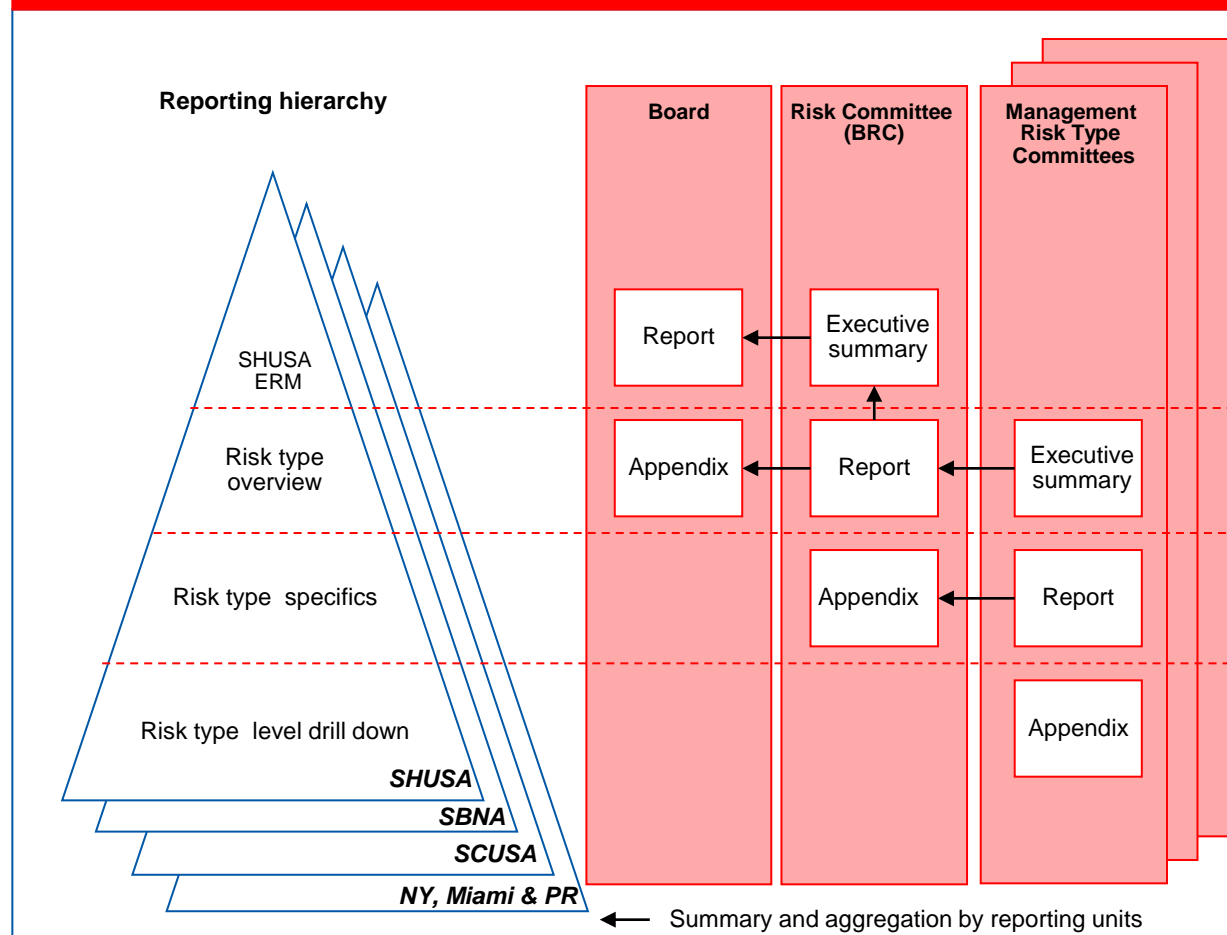 Reporting hierarchy
Board
Risk Committee
(BRC)
Management
Risk Type
Committees
SHUSA
ERM
Report
Executive
summary
Risk type
overview
Appendix
Report
Executive
summary
Risk type specifics
Appendix
Report
Risk type level drill down
Appendix
SHUSA
SBNA
SCUSA
NY, Miami & PR
Summary and aggregation by reporting units